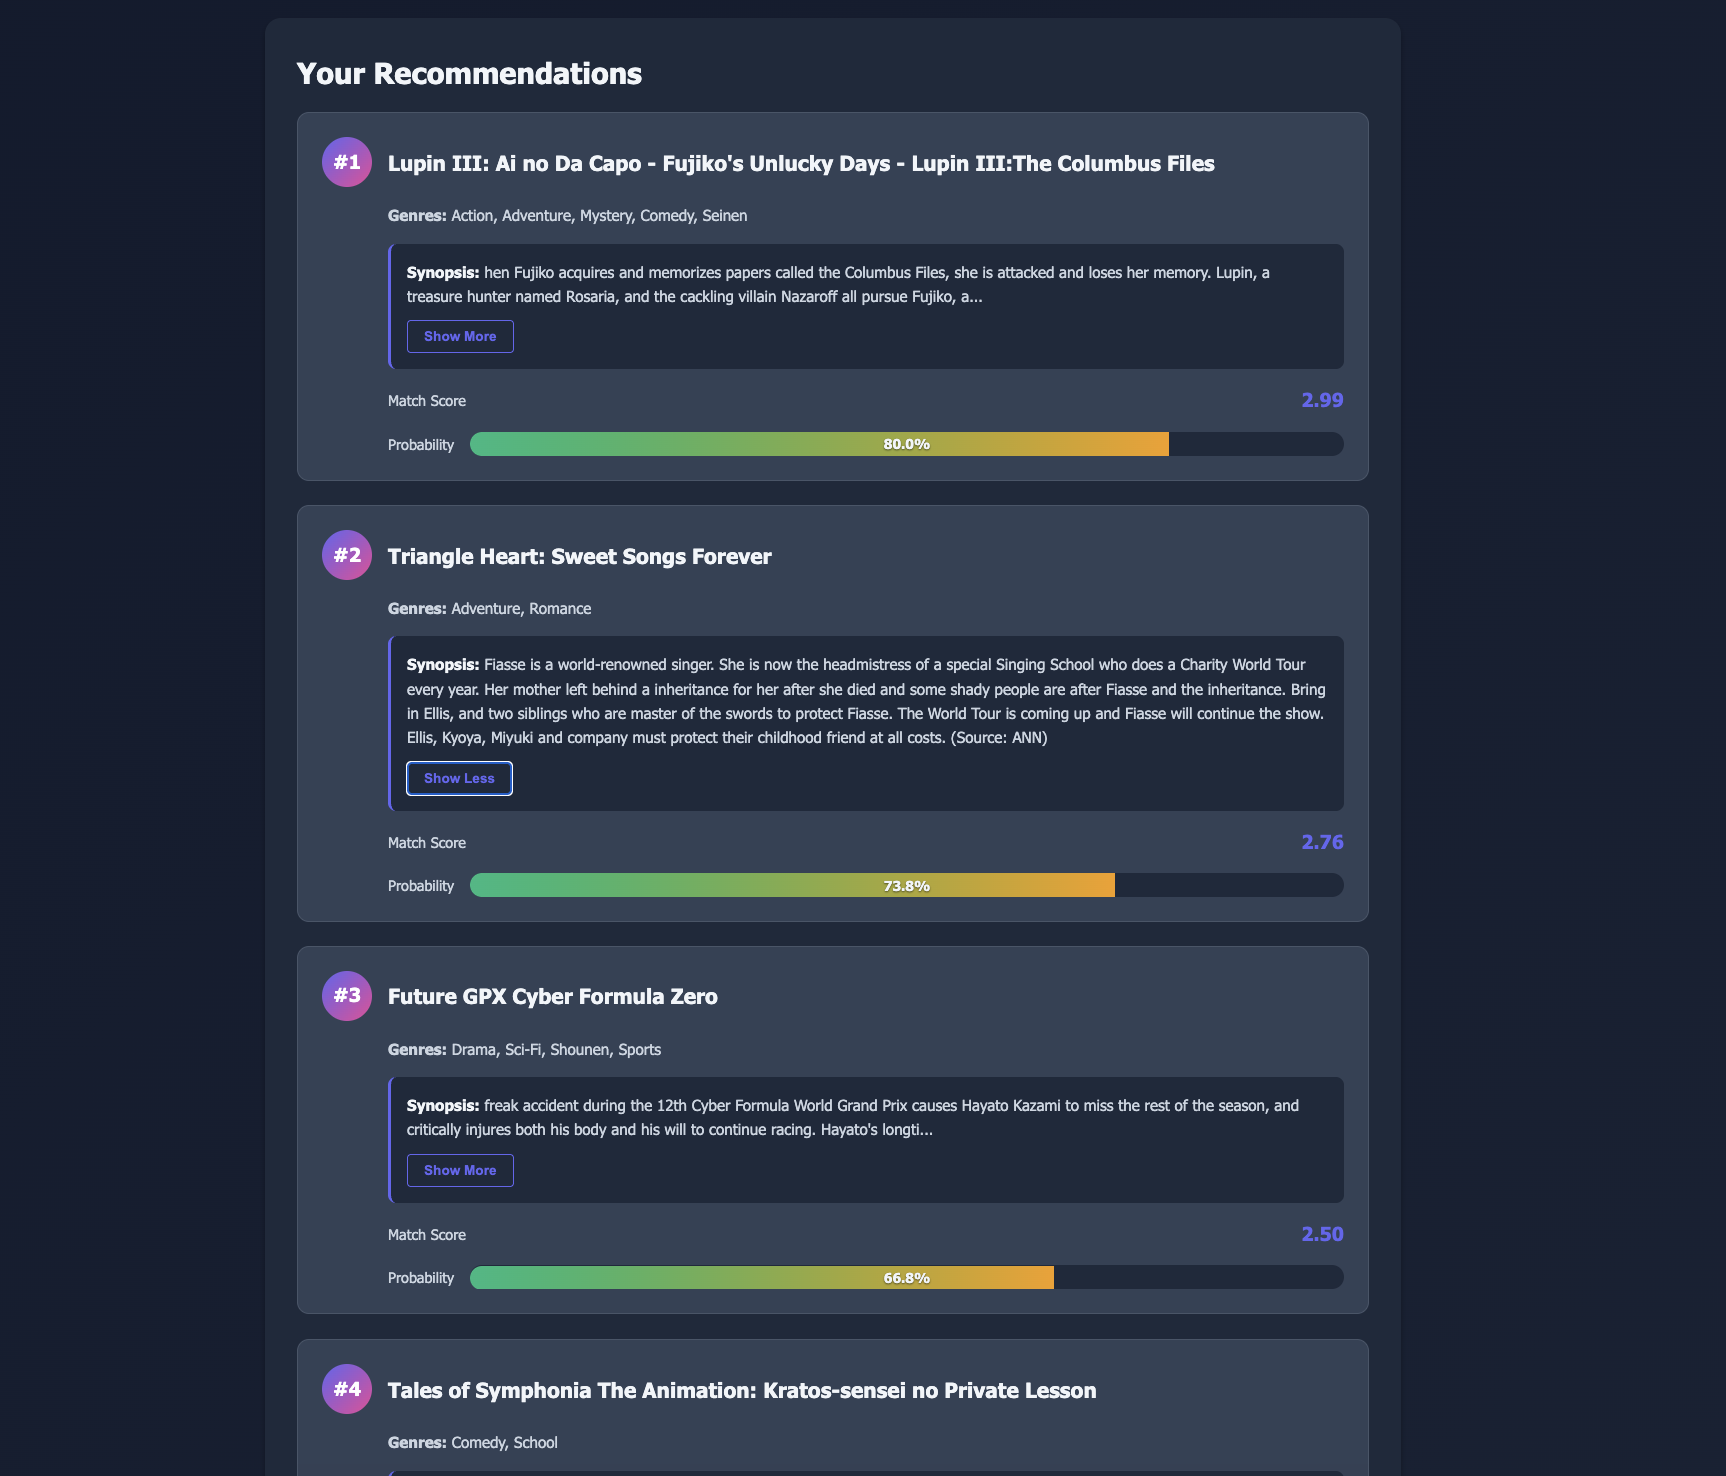 Your Recommendations
#1
Lupin III: Ai no Da Capo - Fujiko's Unlucky Days - Lupin III:The Columbus Files
Genres: Action, Adventure, Mystery, Comedy, Seinen
Synopsis: hen Fujiko acquires and memorizes papers called the Columbus Files, she is attacked and loses her memory. Lupin, a
treasure hunter named Rosaria, and the cackling villain Nazaroff all pursue Fujiko, a...
Show More
Match Score 2.99
Probability 80.0%
#2
Triangle Heart: Sweet Songs Forever
Genres: Adventure, Romance
Synopsis: Fiasse is a world-renowned singer. She is now the headmistress of a special Singing School who does a Charity World Tour
every year. Her mother left behind a inheritance for her after she died and some shady people are after Fiasse and the inheritance. Bring
in Ellis, and two siblings who are master of the swords to protect Fiasse. The World Tour is coming up and Fiasse will continue the show.
Ellis, Kyoya, Miyuki and company must protect their childhood friend at all costs. (Source: ANN)
Show Less
Match Score 2.76
Probability 73.8%
#3
Future GPX Cyber Formula Zero
Genres: Drama, Sci-Fi, Shounen, Sports
Synopsis: freak accident during the 12th Cyber Formula World Grand Prix causes Hayato Kazami to miss the rest of the season, and
critically injures both his body and his will to continue racing. Hayato's longti...
Show More
Match Score 2.50
Probability 66.8%
#4
Tales of Symphonia The Animation: Kratos-sensei no Private Lesson
Genres: Comedy, School